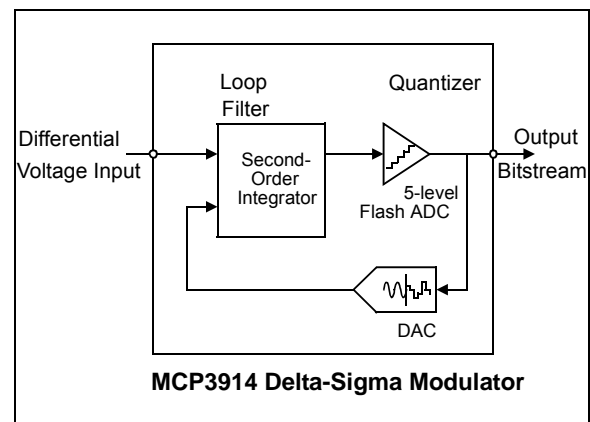 Loop
Filter
Quantizer
Differential
Voltage Input
Second-
Order
Integrator
5-level
Flash ADC
Output
Bitstream
DAC
MCP3914 Delta-Sigma Modulator